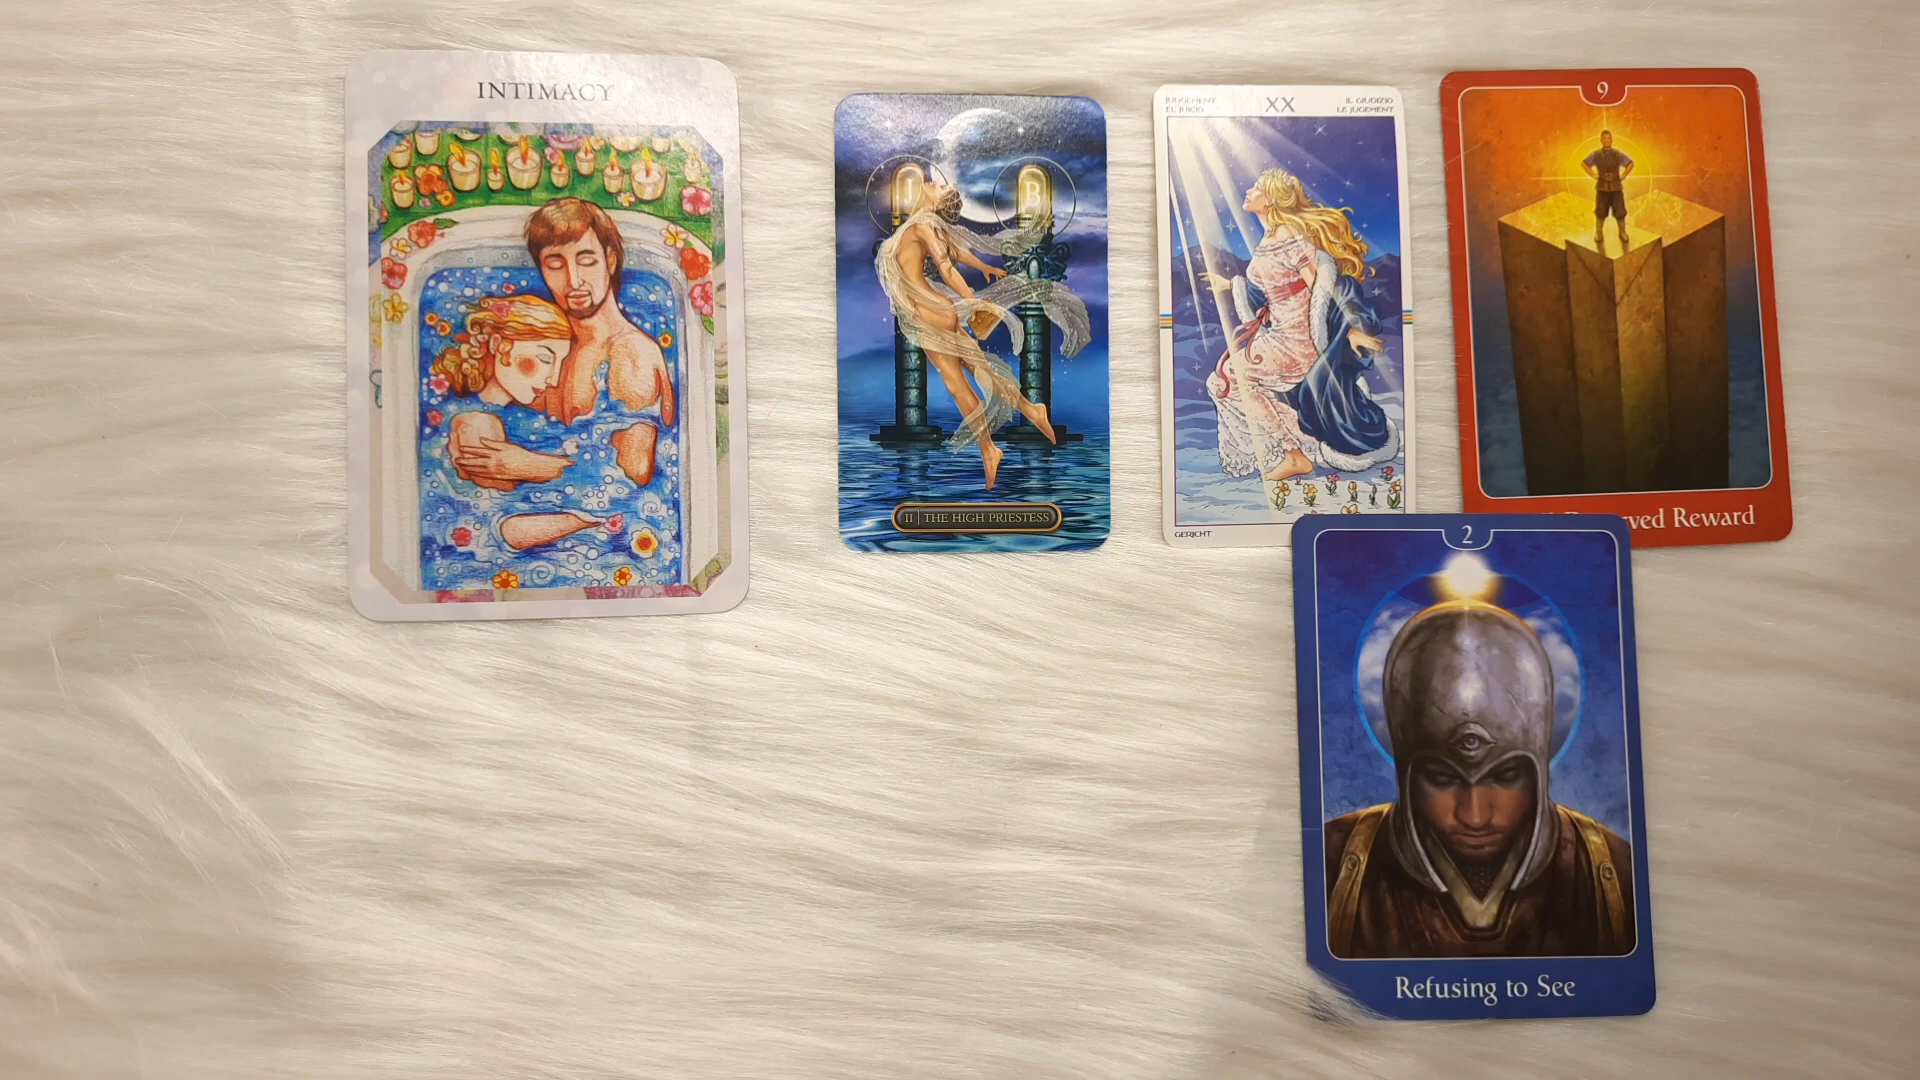 INTIMACY
J
B
II THE HIGH PRIESTESS
JUDGEMENT
EL JUICIO
XX
IL GIUDIZIO
LE JUGEMENT
GERICHT
9
Reward
2
Refusing to See